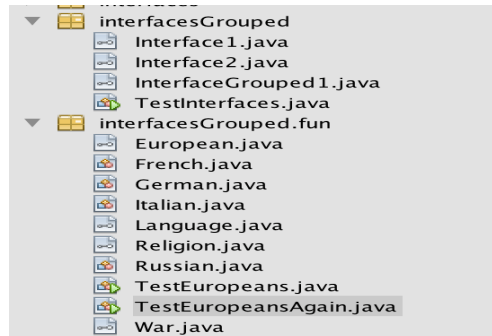 interfacesGrouped
Interface1.java
Interface2.java
InterfaceGrouped1.java
TestInterfaces.java
interfacesGrouped.fun
European.java
French.java
German.java
Italian.java
Language.java
Religion.java
Russian.java
TestEuropeans.java
TestEuropeansAgain.java
War.java